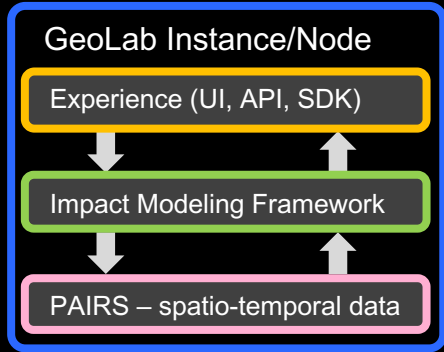 GeoLab Instance/Node
Experience (UI, API, SDK)
Impact Modeling Framework
PAIRS – spatio-temporal data